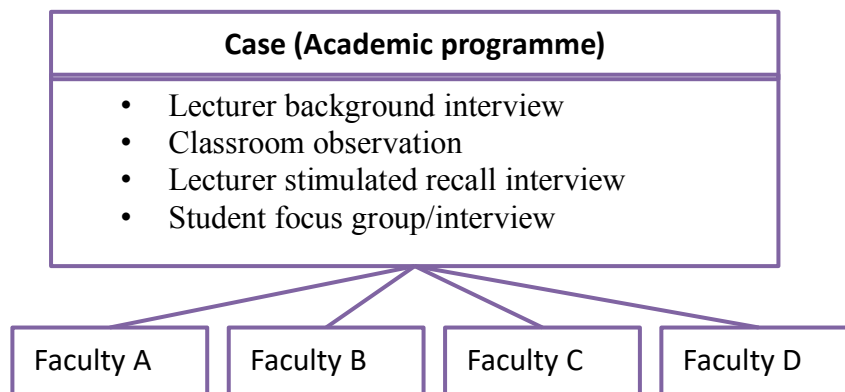 Case (Academic programme)
• Lecturer background interview
• Classroom observation
• Lecturer stimulated recall interview
• Student focus group/interview
Faculty A Faculty B Faculty C Faculty D